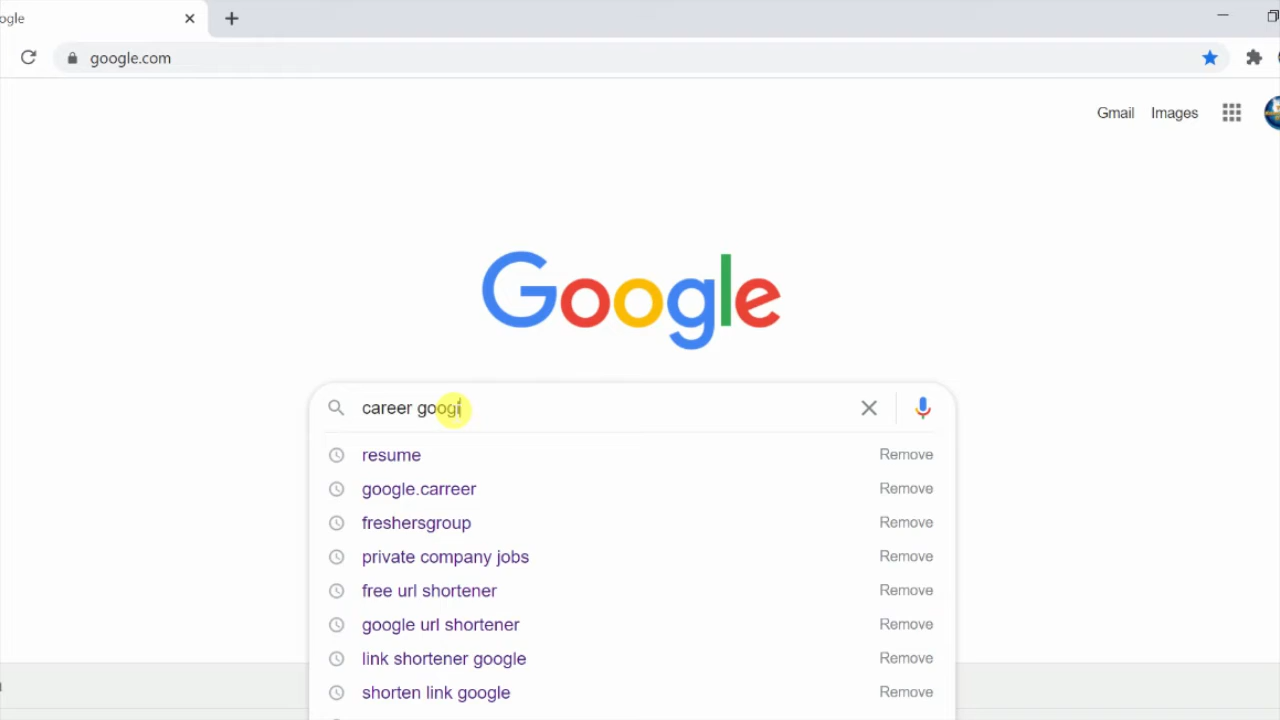 ogle
google.com
Gmail Images
Google
career googi
resume Remove
google.carreer Remove
freshersgroup Remove
private company jobs Remove
free url shortener Remove
google url shortener Remove
link shortener google Remove
shorten link google Remove